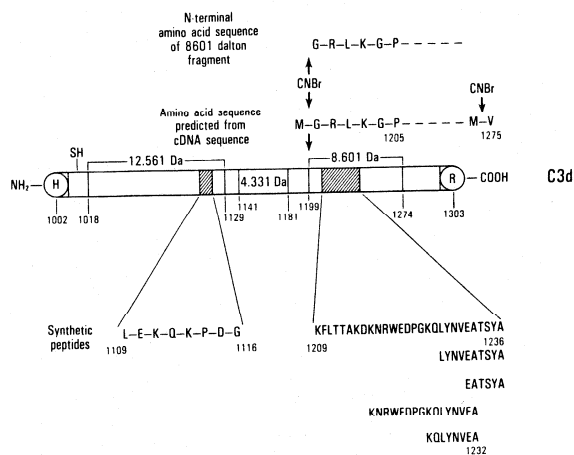 N-terminal
amino acid sequence
of 8601 dalton
fragment
G-R-L-K-G-P-----
CNBr
CNBr
Amino acid sequence
predicted from
cDNA sequence
M-G-R-L-K-G-P-----M-V
1205
1275
SH
12.561 Da
8.601 Da
NH₂
H
4.331 Da
R
COOH
C3d
1002
1018
1129
1141
1181
1199
1274
1303
Synthetic
peptides
L-E-K-Q-K-P-D-G
1109
1116
KFLTTAKDKNRWEDPGKQLYNVEATSYA
1209
1236
LYNVEATSYA
EATSYA
KNRWEDPGKQLYNVEA
KQLYNVEA
1232